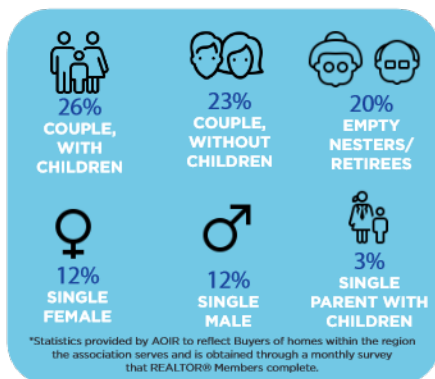 26%
COUPLE,
WITH
CHILDREN
23%
COUPLE,
WITHOUT
CHILDREN
20%
EMPTY
NESTERS/
RETIREES
12%
SINGLE
FEMALE
12%
SINGLE
MALE
3%
SINGLE
PARENT WITH
CHILDREN
*Statistics provided by AOIR to reflect Buyers of homes within the region
the association serves and is obtained through a monthly survey
that REALTOR® Members complete.